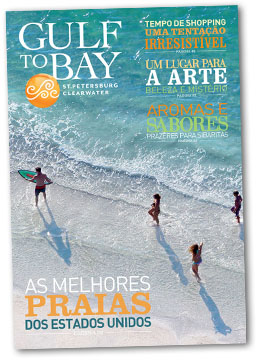 GULF
TO BAY
ST.PETERSBURG
CLEARWATER
TEMPO DE SHOPPING
UMA TENTAÇÃO
IRRESISTÍVEL
UM LUGAR PARA
A ARTE
BELEZA E MISTÉRIO
AROMAS E
SABORES
PRAZERES PARA SIBARITAS
AS MELHORES
PRAIAS
DOS ESTADOS UNIDOS